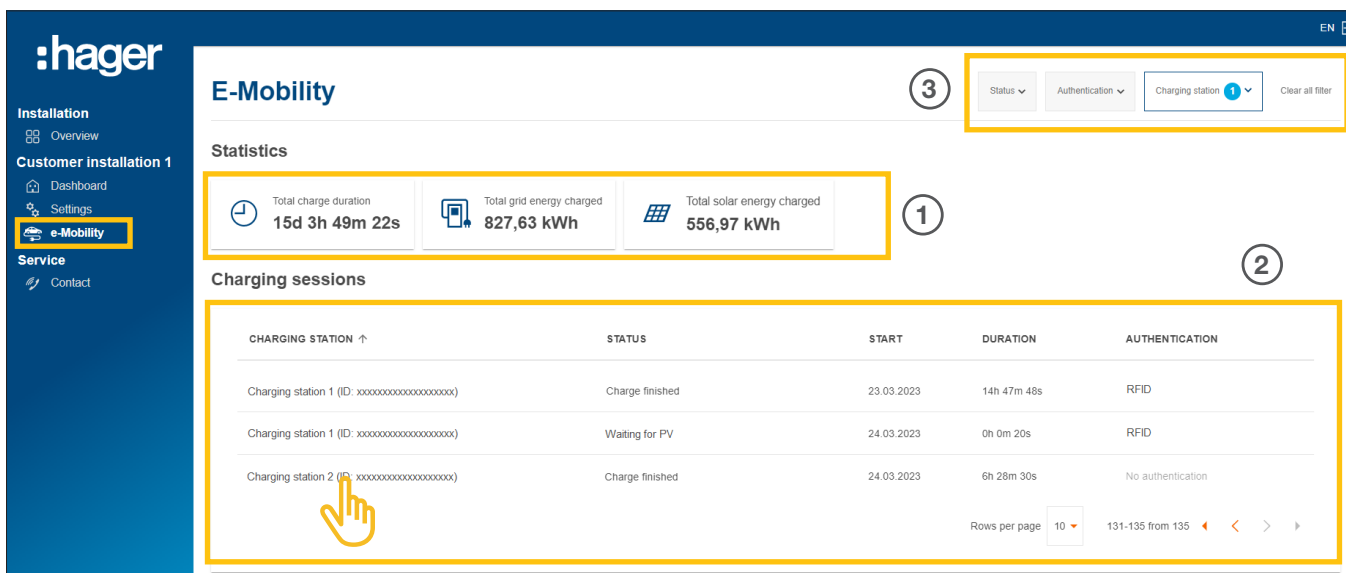 EN
:hager
Installation
Overview
Customer installation 1
Dashboard
Settings
e-Mobility
Service
Contact
E-Mobility
3
Status
Authentication
Charging station 1
Clear all filter
Statistics
Total charge duration
15d 3h 49m 22s
Total grid energy charged
827,63 kWh
Total solar energy charged
556,97 kWh
1
2
Charging sessions
CHARGING STATION ↑ STATUS START DURATION AUTHENTICATION
Charging station 1 (ID: xxxxxxxxxxxxxxxxxxx) Charge finished 23.03.2023 14h 47m 48s RFID
Charging station 1 (ID: xxxxxxxxxxxxxxxxxxx) Waiting for PV 24.03.2023 0h 0m 20s RFID
Charging station 2 (ID: xxxxxxxxxxxxxxxxxxx) Charge finished 24.03.2023 6h 28m 30s No authentication
Rows per page 10 131-135 from 135